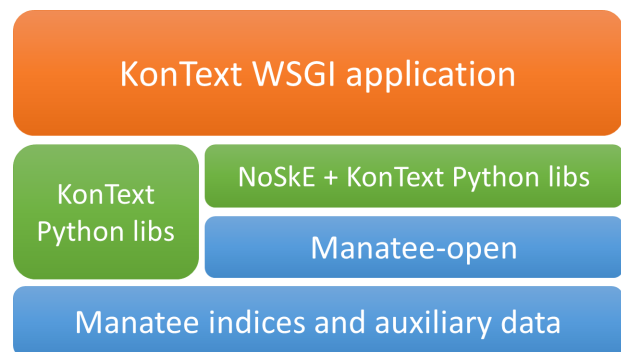 KonText WSGI application
KonText
Python libs
NoSkE + KonText Python libs
Manatee-open
Manatee indices and auxiliary data